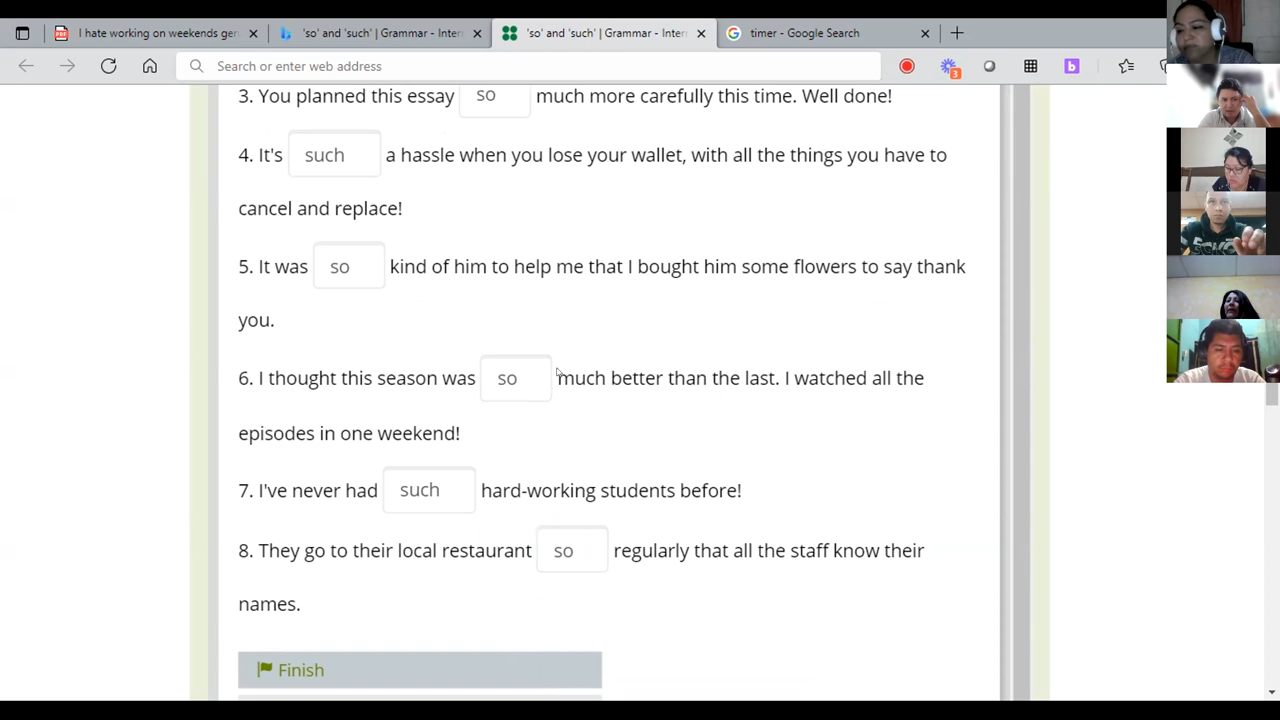 I hate working on weekends ger
'so' and 'such' | Grammar - Inter
'so' and 'such' | Grammar - Inter
timer - Google Search
Search or enter web address
3
b
3. You planned this essay so much more carefully this time. Well done!
4. It's such a hassle when you lose your wallet, with all the things you have to
cancel and replace!
5. It was so kind of him to help me that I bought him some flowers to say thank
you.
6. I thought this season was so much better than the last. I watched all the
episodes in one weekend!
7. I've never had such hard-working students before!
8. They go to their local restaurant so regularly that all the staff know their
names.
Finish